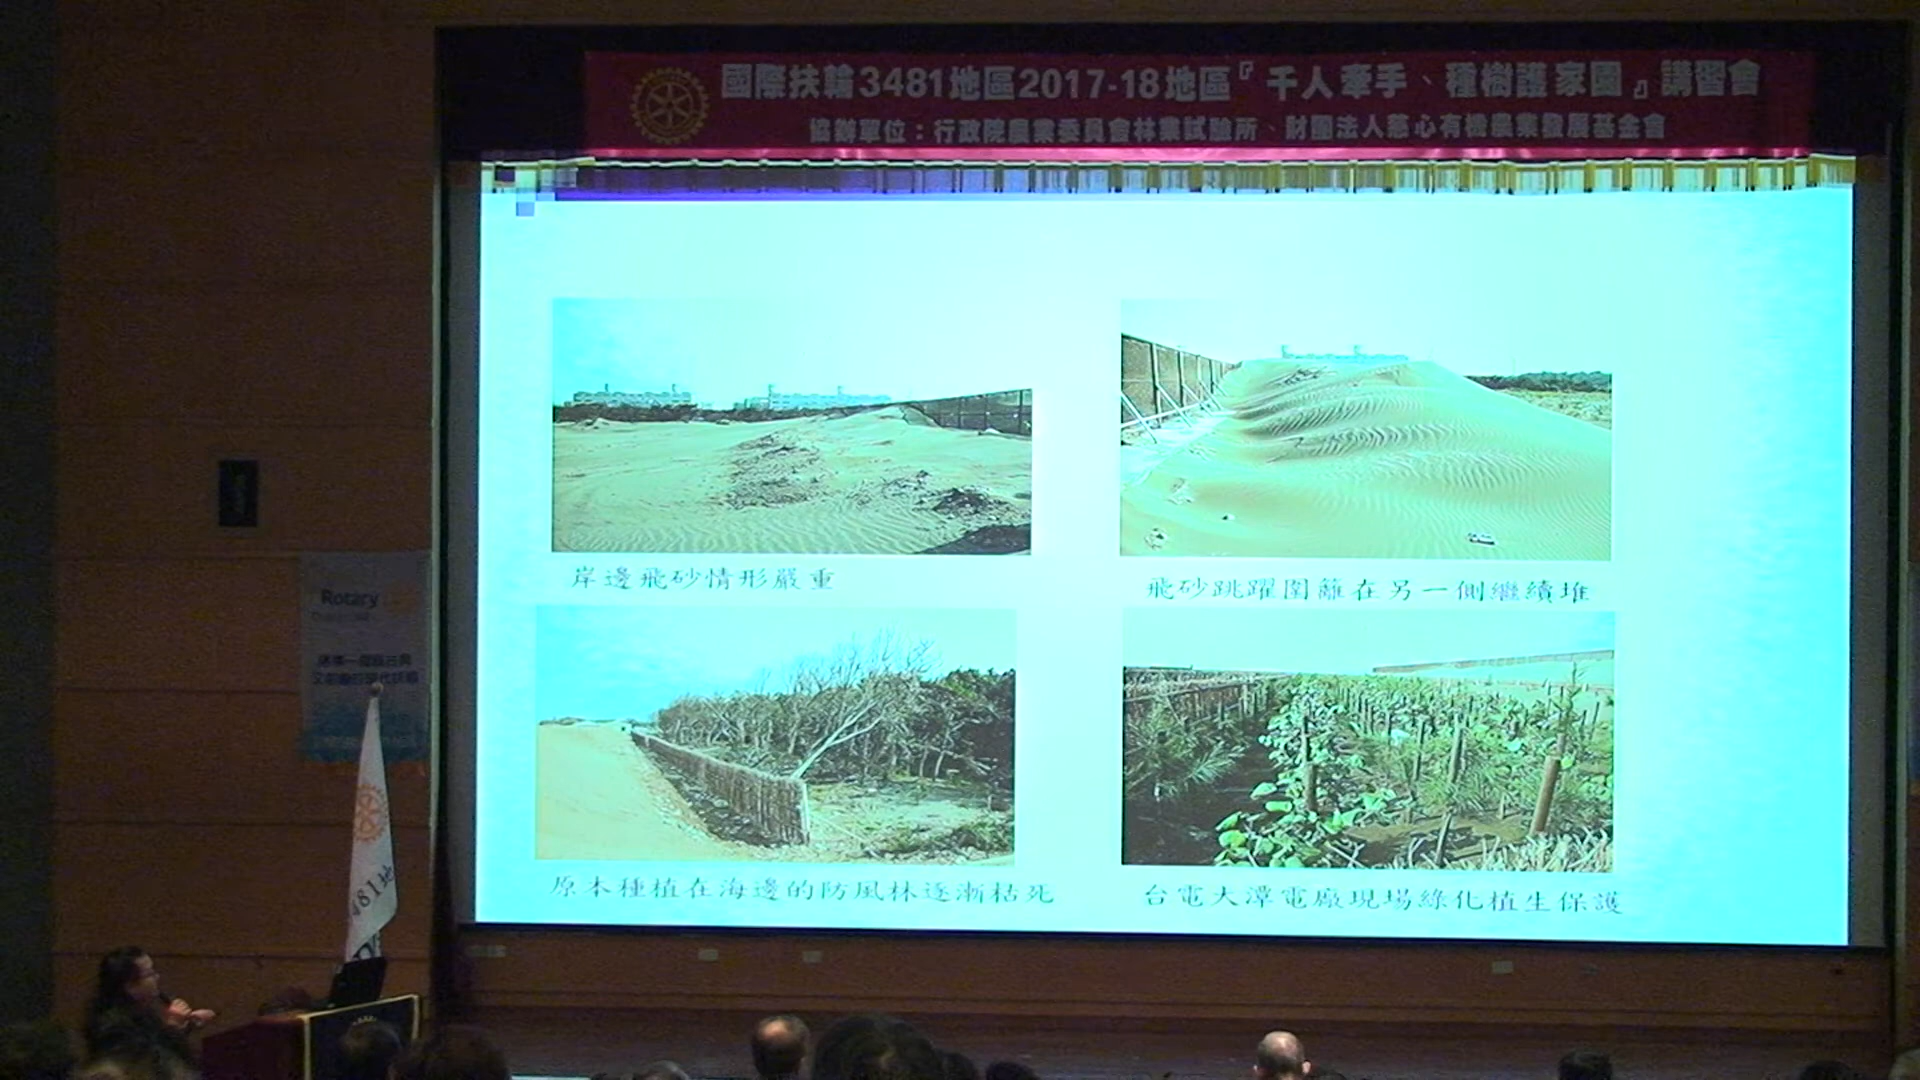 國際扶輪3481地區2017-18地區『千人牽手、種樹護家園』講習會
協辦單位：行政院農業委員會林業試驗所、財團法人慈心有機農業發展基金會
岸邊飛砂情形嚴重
飛砂跳躍圍籬在另一側繼續堆
原本種植在海邊的防風林逐漸枯死
台電大潭電廠現場綠化植生保護
Rotary
481地